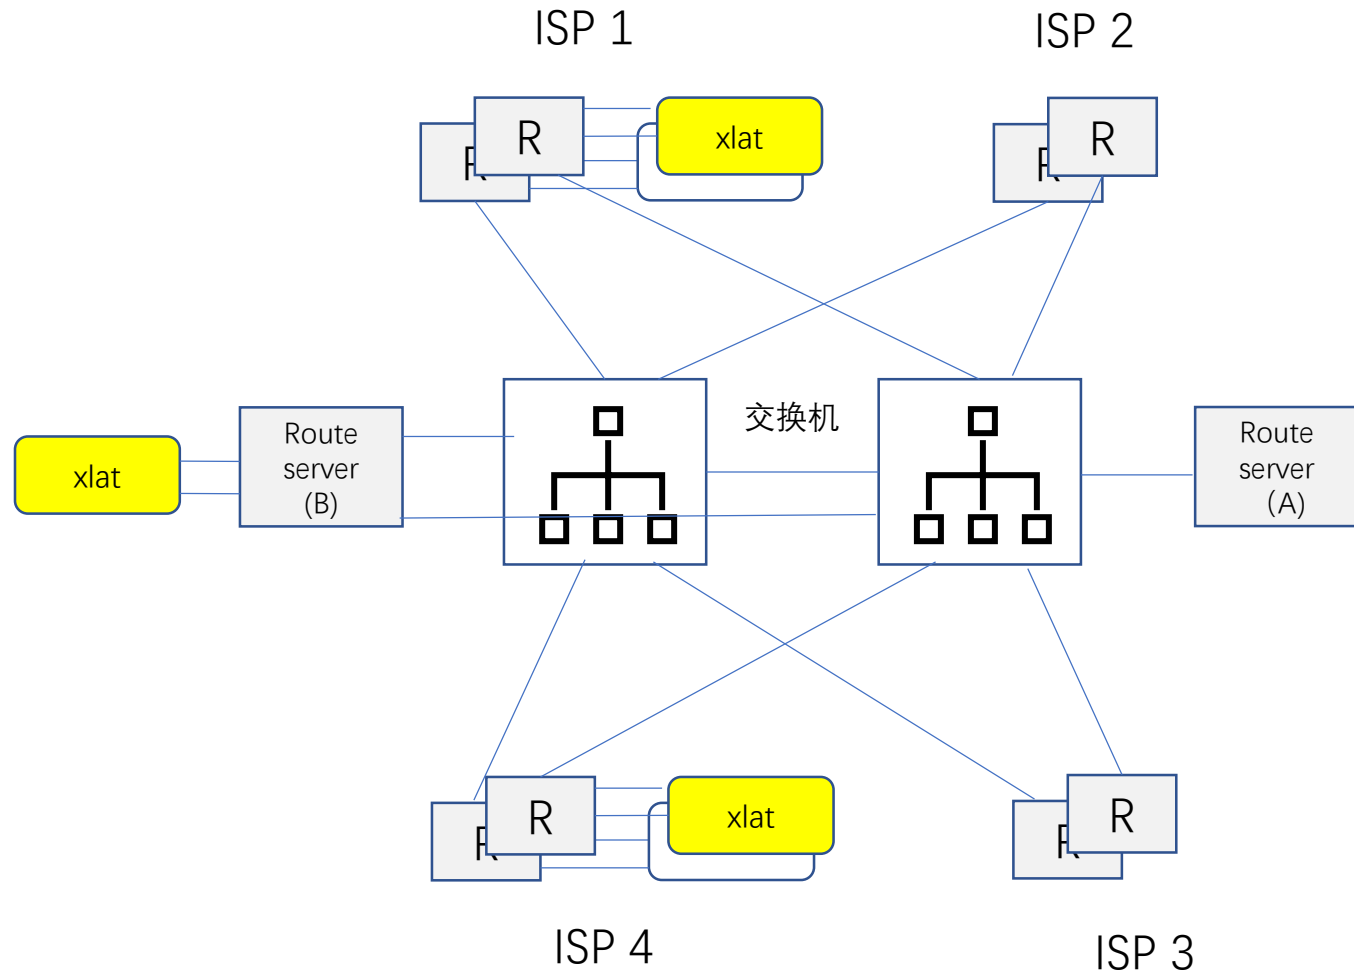 ISP 1
ISP 2
R
R
xlat
R
R
交换机
Route
server
(B)
xlat
Route
server
（A）
R
R
xlat
R
R
ISP 4
ISP 3